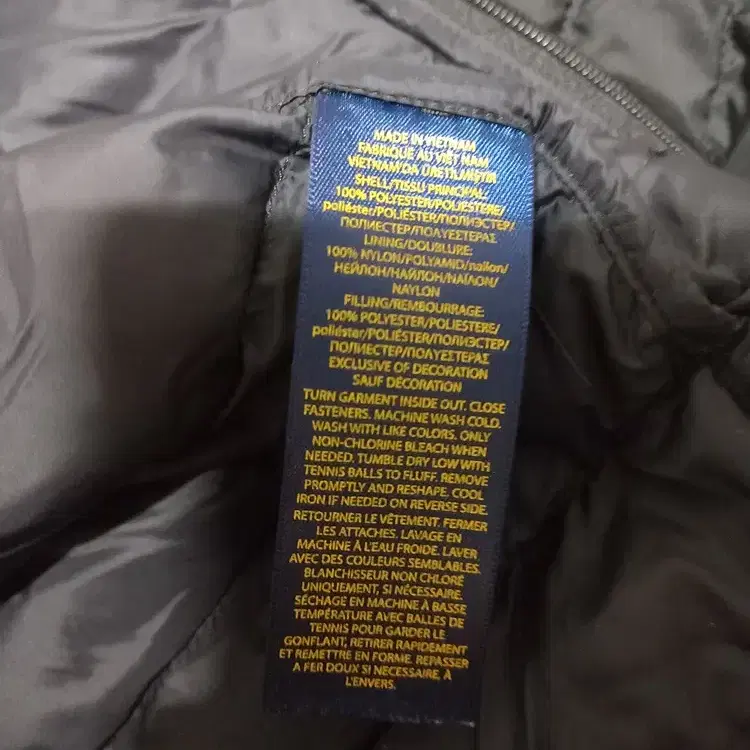 MADE IN VIETNAM
FABRIQUE AU VIET NAM
VIETNAM'DA ÜRETİLMİŞTİR
SHELL/TISSU PRINCIPAL:
100% POLYESTER/POLIESTERE/
poliéster/POLIÉSTER/ПОЛИЭСТЕР/
ПОЛИЕСТЕР/ΠΟΛΥΕΣΤΕΡΑΣ
LINING/DOUBLURE:
100% NYLON/POLYAMID/nailon/
НЕЙЛОН/НАЙЛОН/ΝΑΪΛΟΝ/
NAYLON
FILLING/REMBOURRAGE:
100% POLYESTER/POLIESTERE/
poliéster/POLIÉSTER/ПОЛИЭСТЕР/
ПОЛИЕСТЕР/ΠΟΛΥΕΣΤΕΡΑΣ
EXCLUSIVE OF DECORATION
SAUF DÉCORATION
TURN GARMENT INSIDE OUT. CLOSE
FASTENERS. MACHINE WASH COLD.
WASH WITH LIKE COLORS. ONLY
NON-CHLORINE BLEACH WHEN
NEEDED. TUMBLE DRY LOW WITH
TENNIS BALLS TO FLUFF. REMOVE
PROMPTLY AND RESHAPE. COOL
IRON IF NEEDED ON REVERSE SIDE.
RETOURNER LE VÊTEMENT. FERMER
LES ATTACHES. LAVAGE EN
MACHINE À L'EAU FROIDE. LAVER
AVEC DES COULEURS SEMBLABLES.
BLANCHISSEUR NON CHLORÉ
UNIQUEMENT, SI NÉCESSAIRE.
SÉCHAGE EN MACHINE À BASSE
TEMPÉRATURE AVEC BALLES DE
TENNIS POUR GARDER LE
GONFLANT, RETIRER RAPIDEMENT
ET REMETTRE EN FORME. REPASSER
A FER DOUX SI NECESSAIRE, À
L'ENVERS.